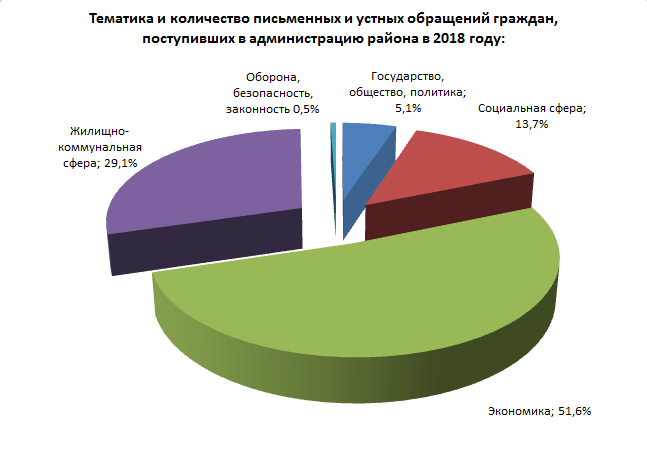 Тематика и количество письменных и устных обращений граждан,
поступивших в администрацию района в 2018 году:
Оборона,
безопасность,
законность 0,5%
Государство,
общество, политика;
5,1%
Социальная сфера;
13,7%
Жилищно-
коммунальная
сфера; 29,1%
Экономика; 51,6%